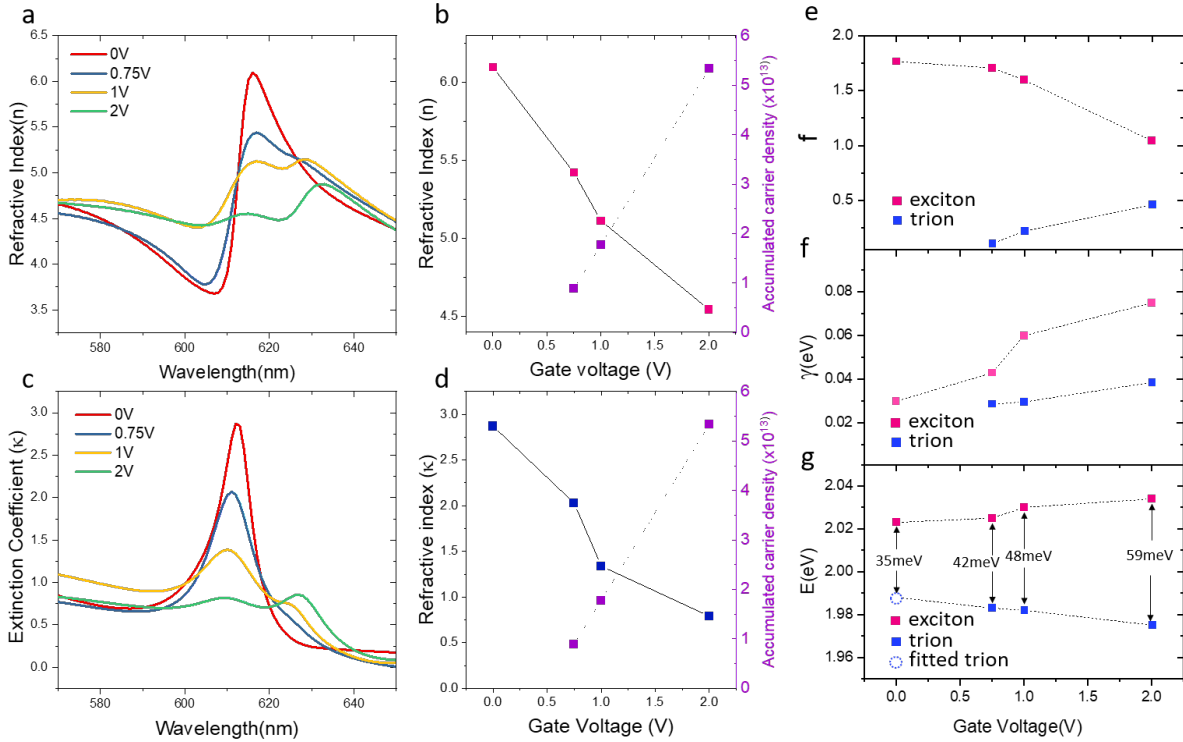 a
6.5
6.0
5.5
5.0
4.5
4.0
3.5
Refractive Index(n)
0V
0.75V
1V
2V
580
600
620
640
Wavelength(nm)
b
6.0
5.5
5.0
4.5
Refractive Index (n)
0.0
0.5
1.0
1.5
2.0
Gate voltage (V)
6
5
4
3
2
1
0
Accumulated carrier density (x10¹³)
c
3.0
2.5
2.0
1.5
1.0
0.5
0.0
Extinction Coefficient (κ)
0V
0.75V
1V
2V
580
600
620
640
Wavelength(nm)
d
3.0
2.5
2.0
1.5
1.0
0.5
0.0
Refractive index (κ)
0.0
0.5
1.0
1.5
2.0
Gate Voltage (V)
6
5
4
3
2
1
0
Accumulated carrier density (x10¹³)
e
2.0
1.5
1.0
0.5
f
exciton
trion
f
0.08
0.06
0.04
0.02
γ(eV)
exciton
trion
g
2.04
2.02
2.00
1.98
1.96
E(eV)
35meV
42meV
48meV
59meV
exciton
trion
fitted trion
0.0
0.5
1.0
1.5
2.0
Gate Voltage(V)